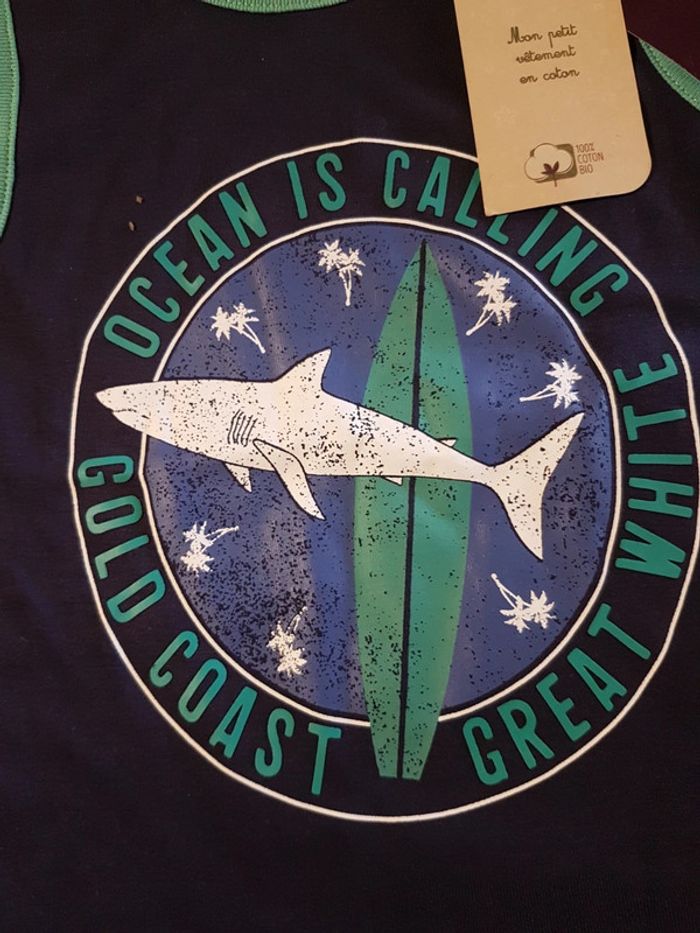 Mon petit
vêtement
en coton
100%
COTON
BIO
OCEAN IS CALLING
GREAT WHITE
GOLD COAST